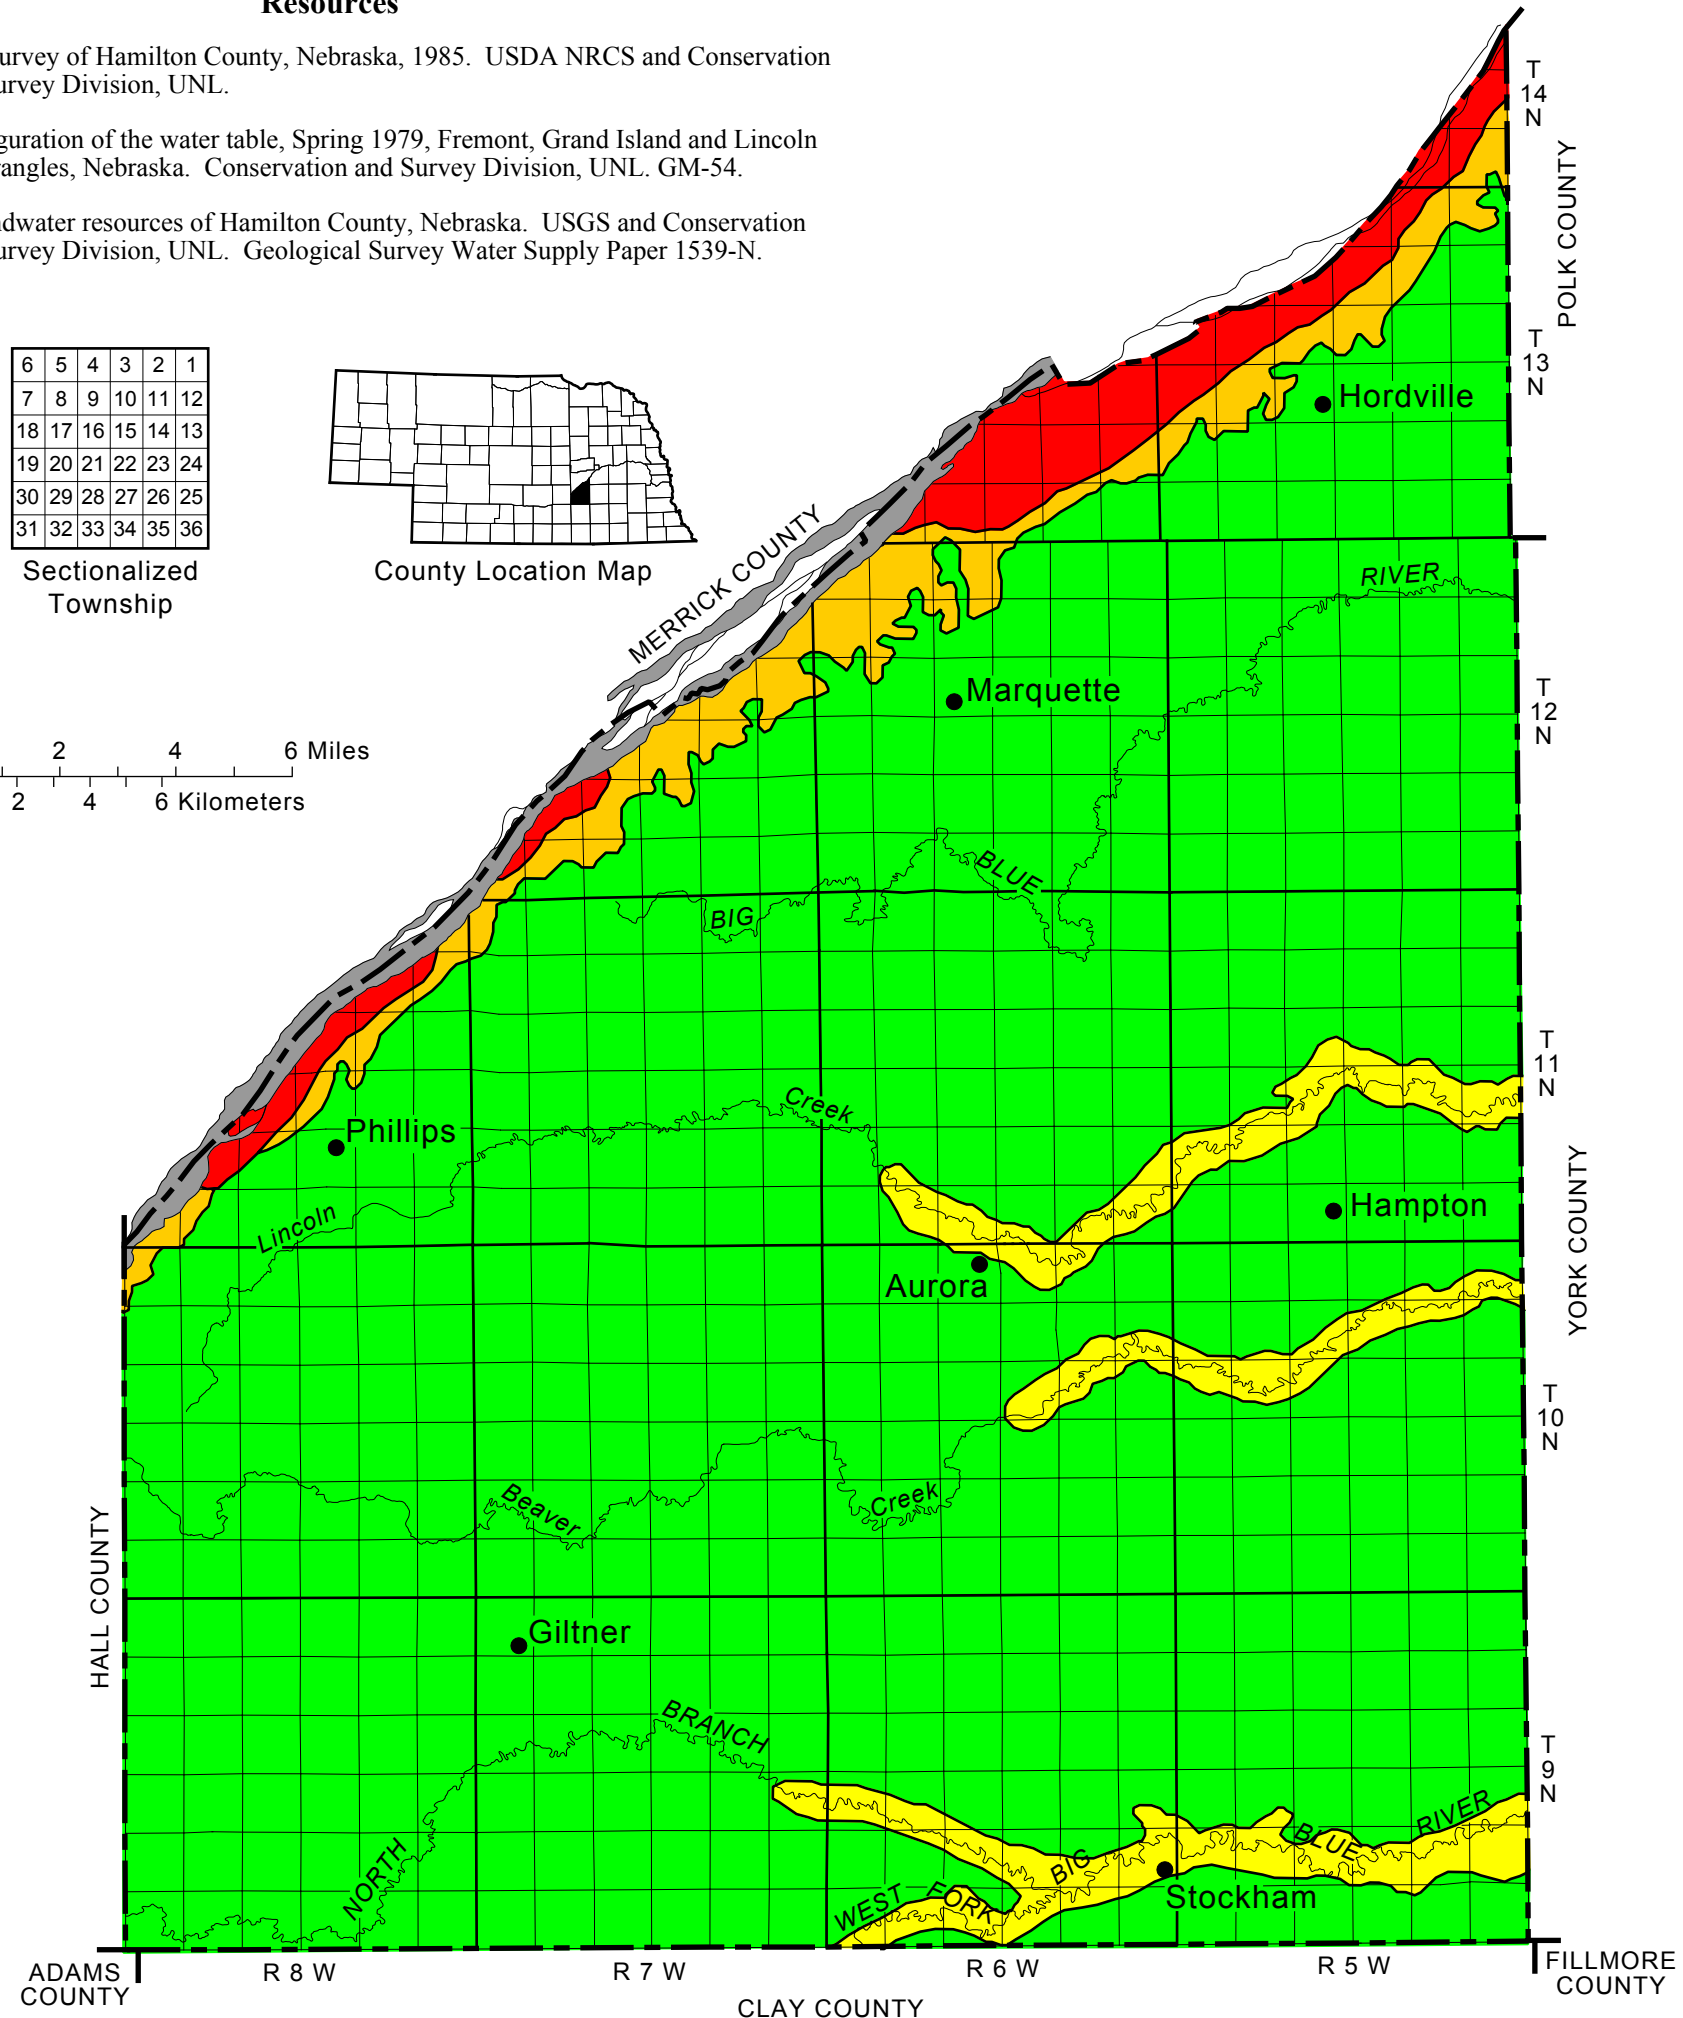 Resources
urvey of Hamilton County, Nebraska, 1985. USDA NRCS and Conservation
urvey Division, UNL.
guration of the water table, Spring 1979, Fremont, Grand Island and Lincoln
angles, Nebraska. Conservation and Survey Division, UNL. GM-54.
ndwater resources of Hamilton County, Nebraska. USGS and Conservation
urvey Division, UNL. Geological Survey Water Supply Paper 1539-N.
6 5 4 3 2 1
7 8 9 10 11 12
18 17 16 15 14 13
19 20 21 22 23 24
30 29 28 27 26 25
31 32 33 34 35 36
Sectionalized
Township
County Location Map
2 4 6 Miles
2 4 6 Kilometers
T
14
N
POLK COUNTY
T
13
N
Hordville
MERRICK COUNTY
RIVER
Marquette
T
12
N
BLUE
BIG
T
11
N
Creek
Phillips
Lincoln
Hampton
YORK COUNTY
Aurora
T
10
N
Beaver
Creek
HALL COUNTY
Giltner
BRANCH
T
9
N
NORTH
WEST FORK
BIG
BLUE
RIVER
Stockham
ADAMS
COUNTY
R 8 W
R 7 W
R 6 W
R 5 W
FILLMORE
COUNTY
CLAY COUNTY